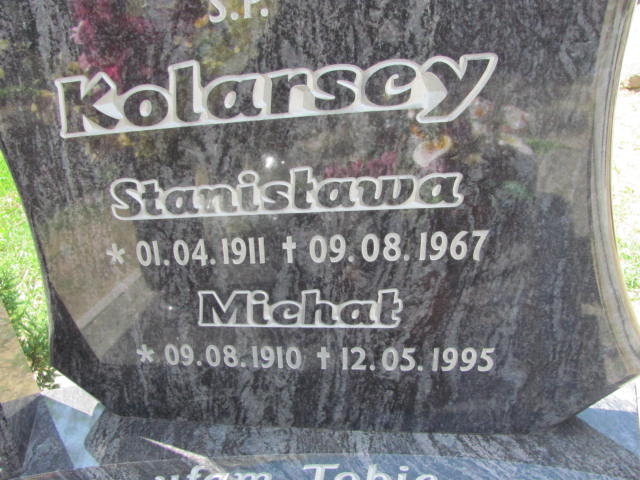 Ś.P.
Kolarscy
Stanisława
* 01.04.1911 † 09.08.1967
Michał
* 09.08.1910 † 12.05.1995
ufam Tobie